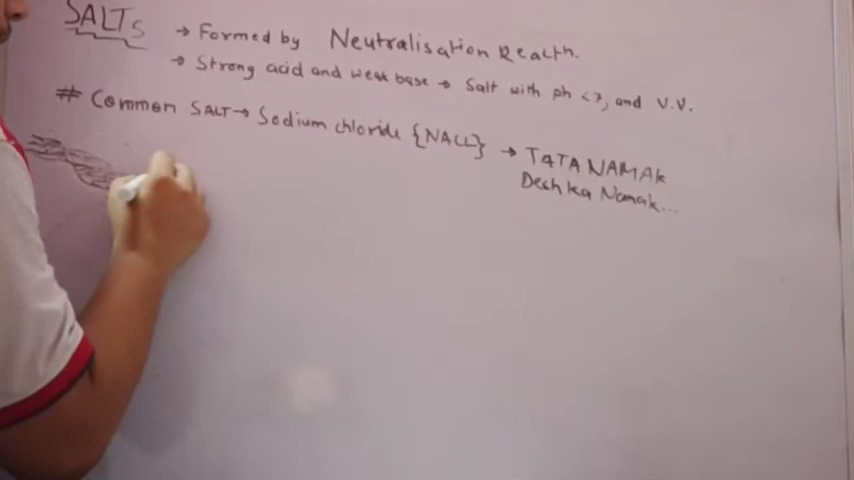 SALTS → Formed by Neutralisation Reactn.
→ Strong acid and weak base → Salt with ph <7, and V.V.
# Common SALT → Sodium chloride {NACL} → TATA NAMAK
Desh ka Namak...